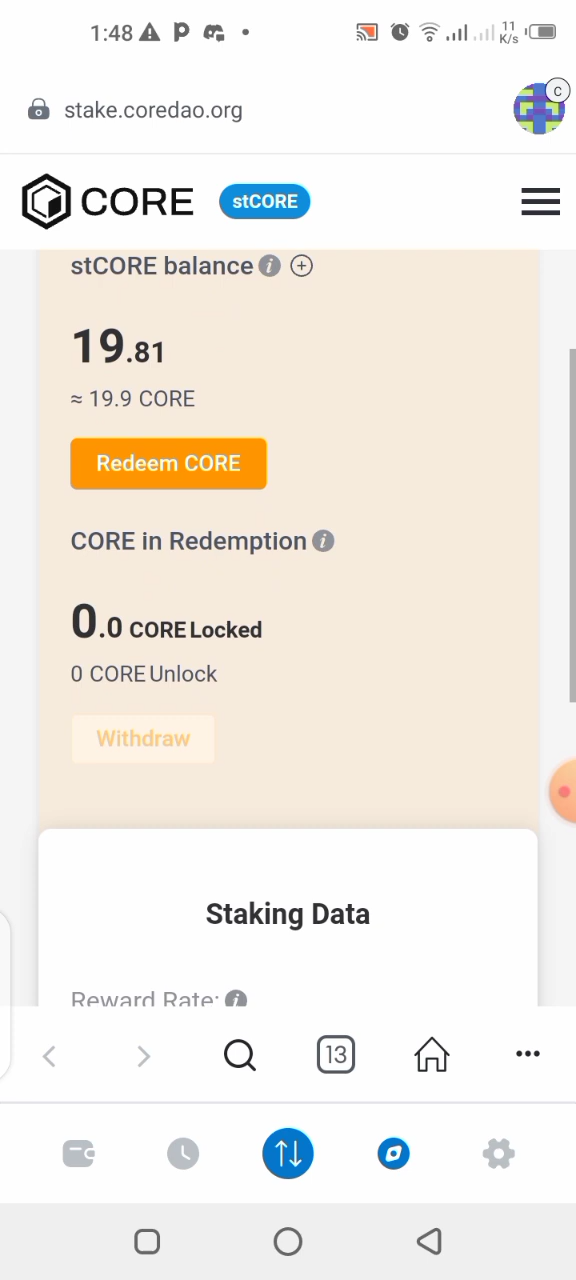 1:48
11
K/s
stake.coredao.org
C
CORE
stCORE
stCORE balance
19.81
≈ 19.9 CORE
Redeem CORE
CORE in Redemption
0.0 CORE Locked
0 CORE Unlock
Withdraw
Staking Data
Reward Rate:
13